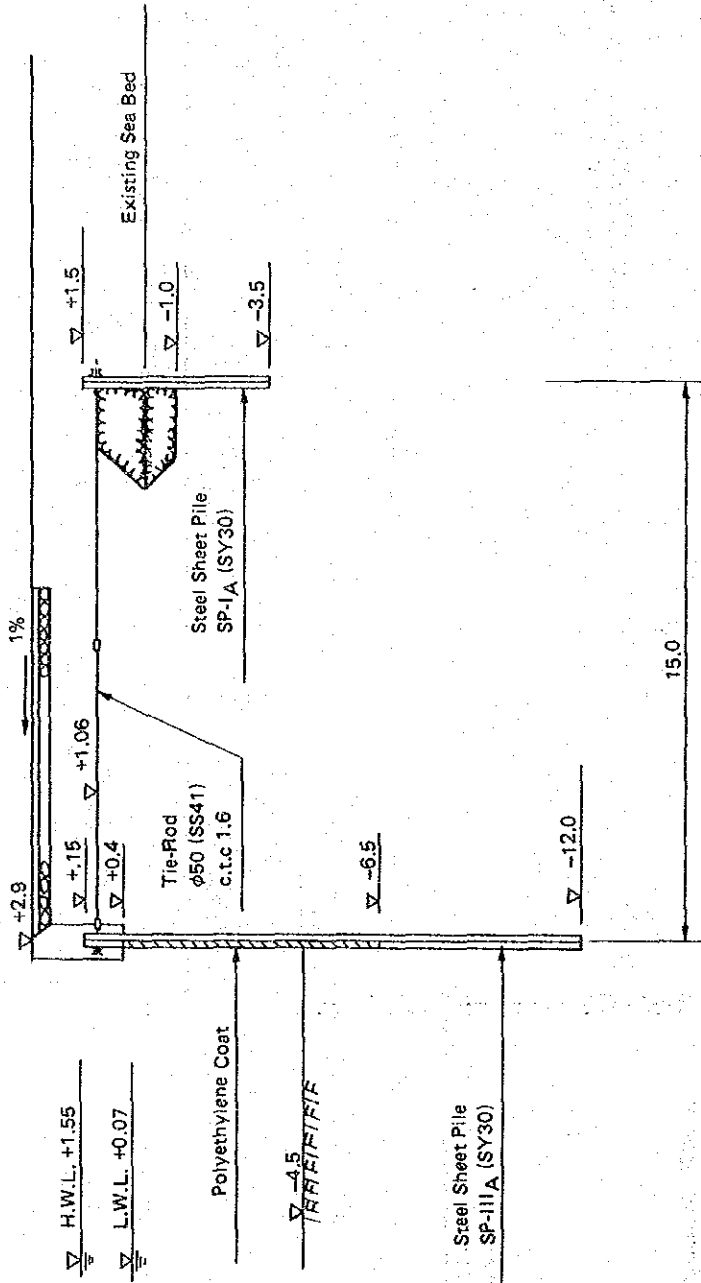 H.W.L. +1.55
L.W.L. +0.07
+2.9
1%
+.15
+0.4
+1.06
+1.5
Existing Sea Bed
-1.0
-3.5
Tie-Rod
φ50 (SS41)
c.t.c 1.6
Steel Sheet Pile
SP-IA (SY30)
Polyethylene Coat
-4.5
-6.5
Steel Sheet Pile
SP-IIIA (SY30)
-12.0
15.0